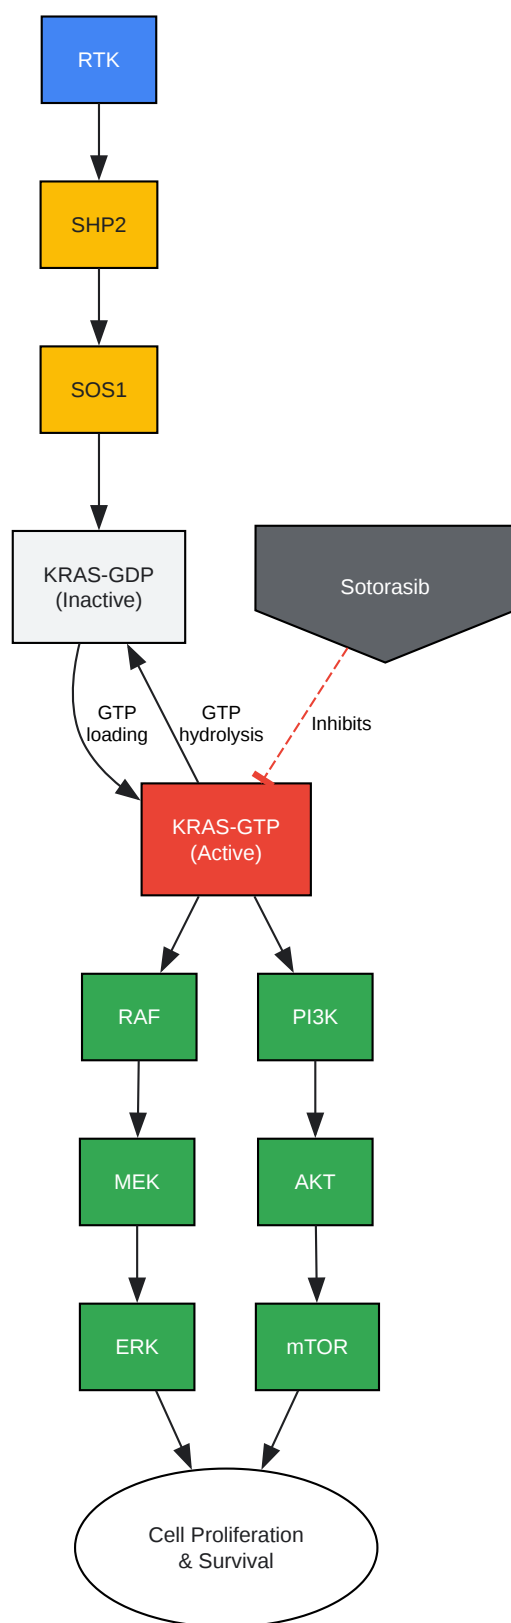 RTK
SHP2
SOS1
KRAS-GDP
(Inactive)
Sotorasib
GTP
loading
GTP
hydrolysis
Inhibits
KRAS-GTP
(Active)
RAF
PI3K
MEK
AKT
ERK
mTOR
Cell Proliferation
& Survival